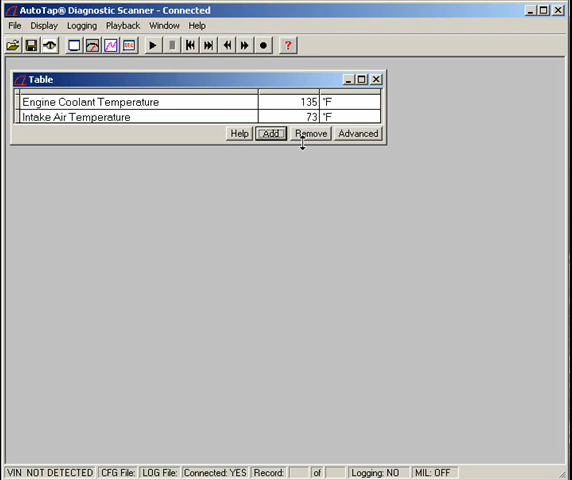 AutoTap® Diagnostic Scanner - Connected
File Display Logging Playback Window Help
Table
Engine Coolant Temperature 135 °F
Intake Air Temperature 73 °F
Help Add Remove Advanced
VIN NOT DETECTED CFG File: LOG File: Connected: YES Record: of Logging: NO MIL: OFF